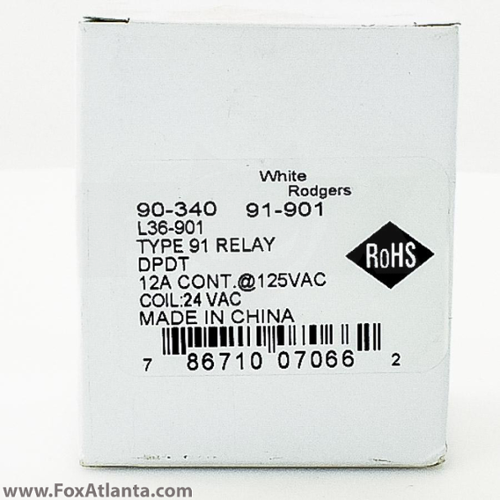 White
Rodgers
90-340 91-901
L36-901
TYPE 91 RELAY
DPDT
12A CONT.@125VAC
COIL:24 VAC
MADE IN CHINA
RoHS
7 86710 07066 2
www.FoxAtlanta.com